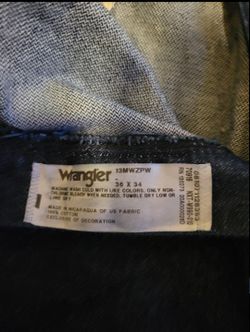 Wrangler
13MWZPW
36 X 34
MACHINE WASH COLD WITH LIKE COLORS, ONLY NON-
CHLORINE BLEACH WHEN NEEDED, TUMBLE DRY LOW OR
LINE DRY
MADE IN NICARAGUA OF US FABRIC
100% COTTON
EXCLUSIVE OF DECORATION